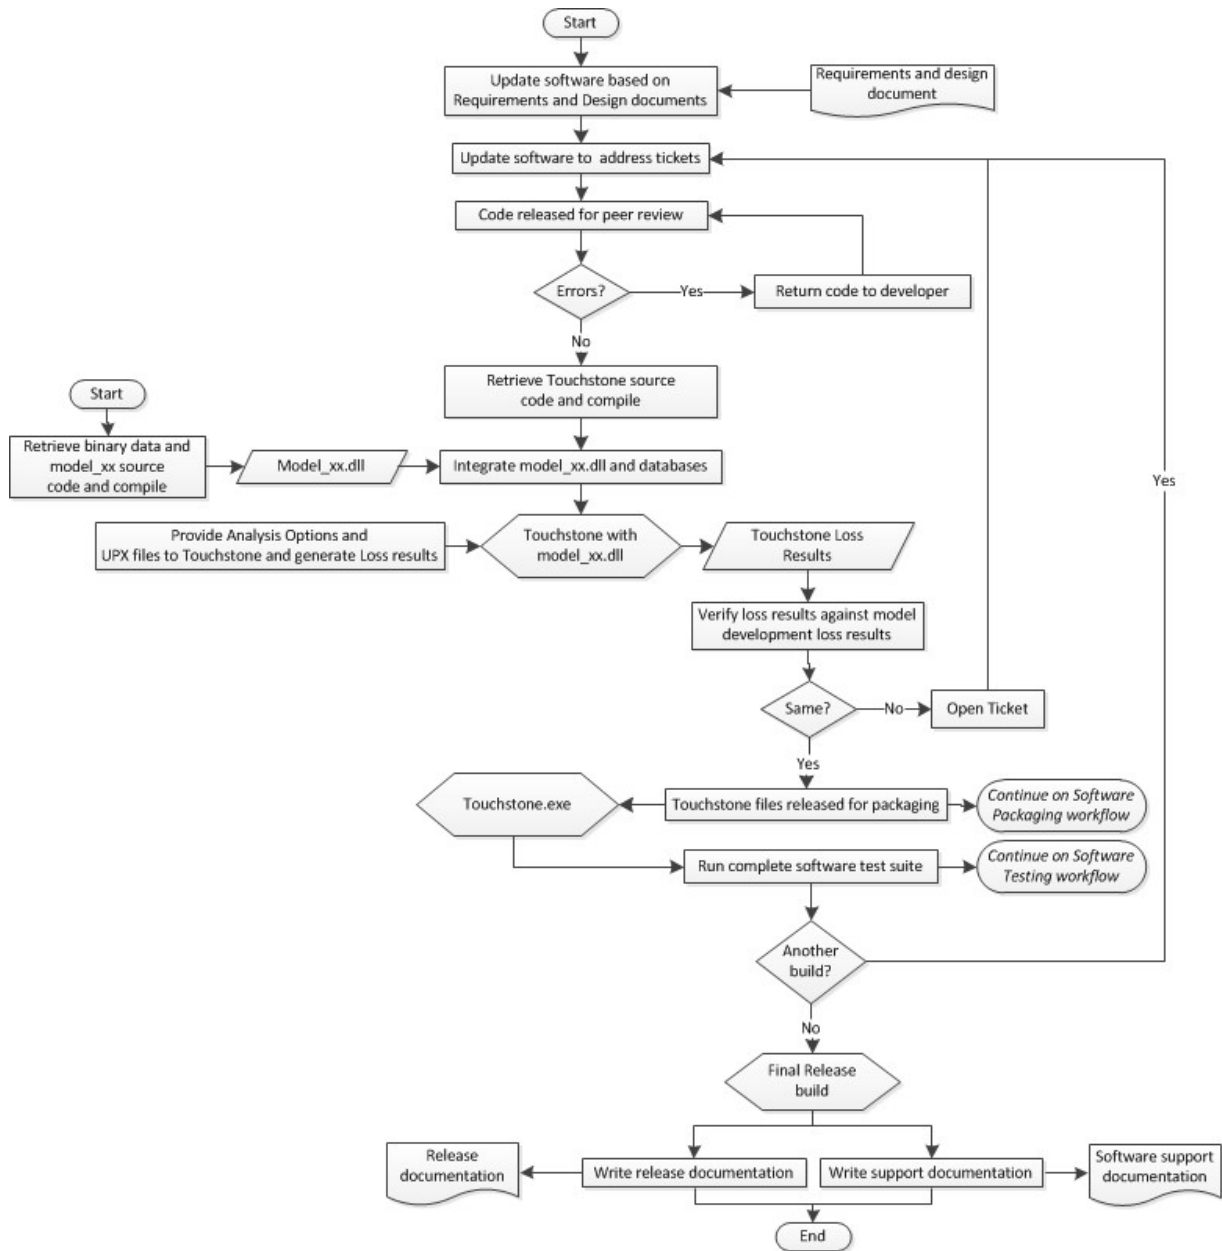 Start
Update software based on
Requirements and Design documents
Requirements and design
document
Update software to  address tickets
Code released for peer review
Errors?
Yes
Return code to developer
No
Retrieve Touchstone source
code and compile
Start
Retrieve binary data and
model_xx source
code and compile
Model_xx.dll
Integrate model_xx.dll and databases
Yes
Provide Analysis Options and
UPX files to Touchstone and generate Loss results
Touchstone with
model_xx.dll
Touchstone Loss
Results
Verify loss results against model
development loss results
Same?
No
Open Ticket
Yes
Touchstone.exe
Touchstone files released for packaging
Continue on Software
Packaging workflow
Run complete software test suite
Continue on Software
Testing workflow
Another
build?
No
Final Release
build
Release
documentation
Write release documentation
Write support documentation
Software support
documentation
End